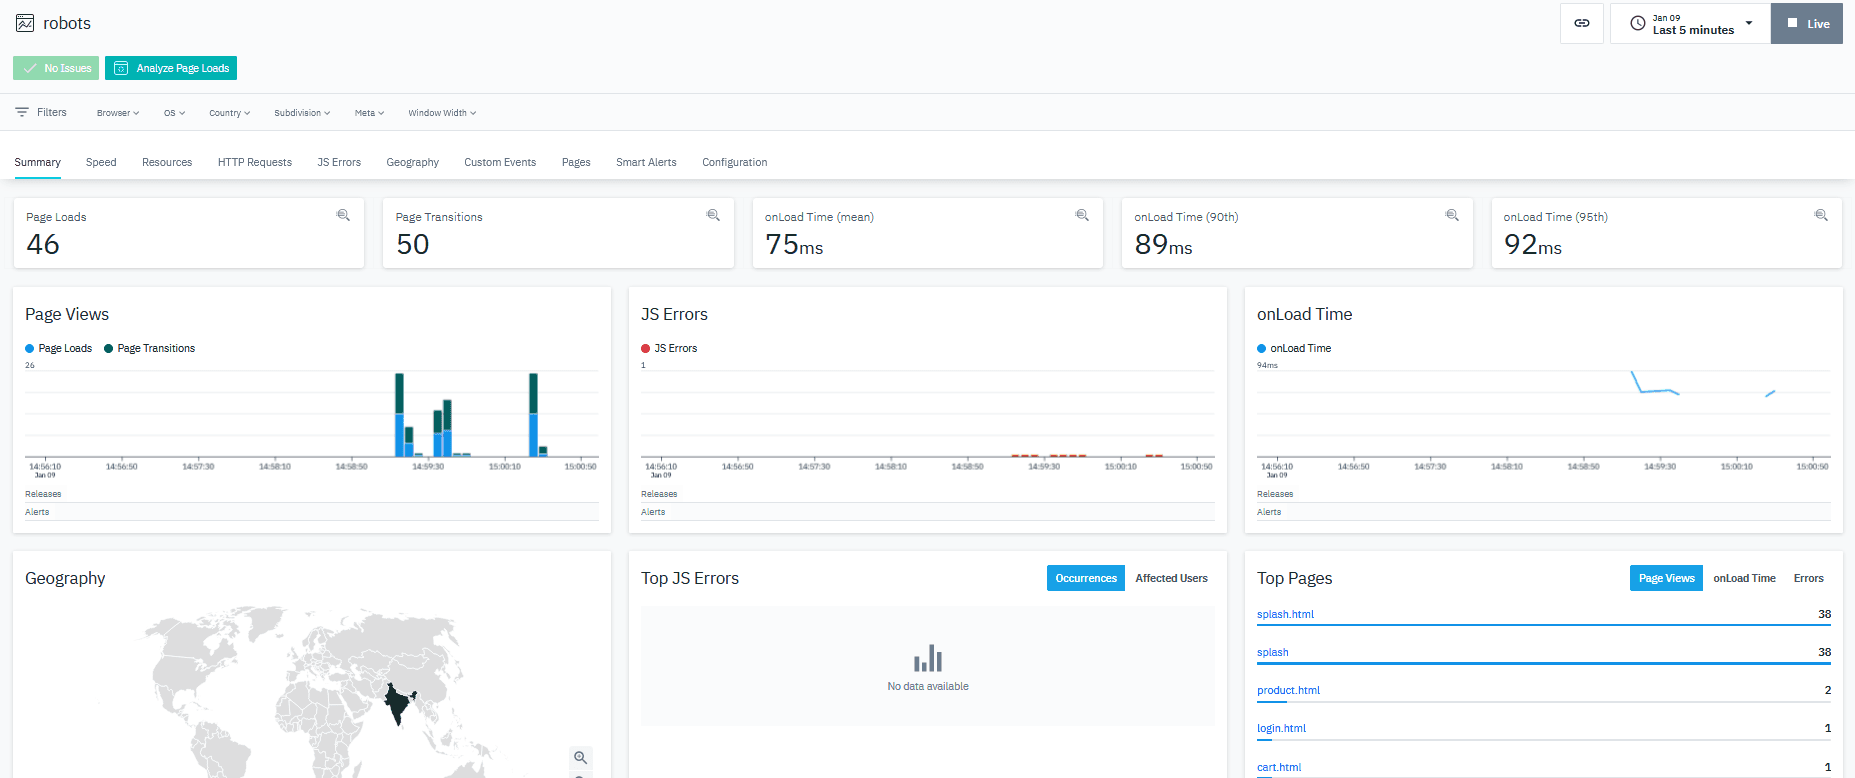 robots
Jan 09
Last 5 minutes
Live
No Issues
Analyze Page Loads
Filters Browser OS Country Subdivision Meta Window Width
Summary Speed Resources HTTP Requests JS Errors Geography Custom Events Pages Smart Alerts Configuration
Page Loads
46
Page Transitions
50
onLoad Time (mean)
75ms
onLoad Time (90th)
89ms
onLoad Time (95th)
92ms
Page Views
Page Loads Page Transitions
26
14:56:10 14:56:50 14:57:30 14:58:10 14:58:50 14:59:30 15:00:10 15:00:50
Jan 09
Releases
Alerts
JS Errors
JS Errors
1
14:56:10 14:56:50 14:57:30 14:58:10 14:58:50 14:59:30 15:00:10 15:00:50
Jan 09
Releases
Alerts
onLoad Time
onLoad Time
94ms
14:56:10 14:56:50 14:57:30 14:58:10 14:58:50 14:59:30 15:00:10 15:00:50
Jan 09
Releases
Alerts
Geography
Top JS Errors
Occurrences Affected Users
No data available
Top Pages
Page Views onLoad Time Errors
splash.html 38
splash 38
product.html 2
login.html 1
cart.html 1